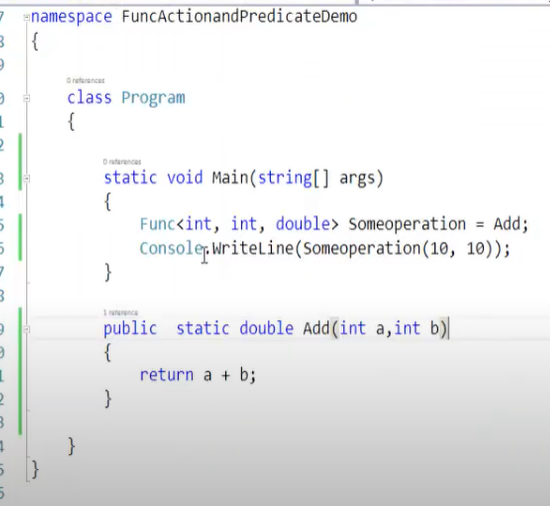 7 namespace FuncActionandPredicateDemo
8 {
9
0 references
0 class Program
1 {
2
0 references
3 static void Main(string[] args)
4 {
5 Func<int, int, double> Someoperation = Add;
6 Console.WriteLine(Someoperation(10, 10));
7 }
8
1 reference
9 public  static double Add(int a,int b)
0 {
1 return a + b;
2 }
3
4 }
5 }
6